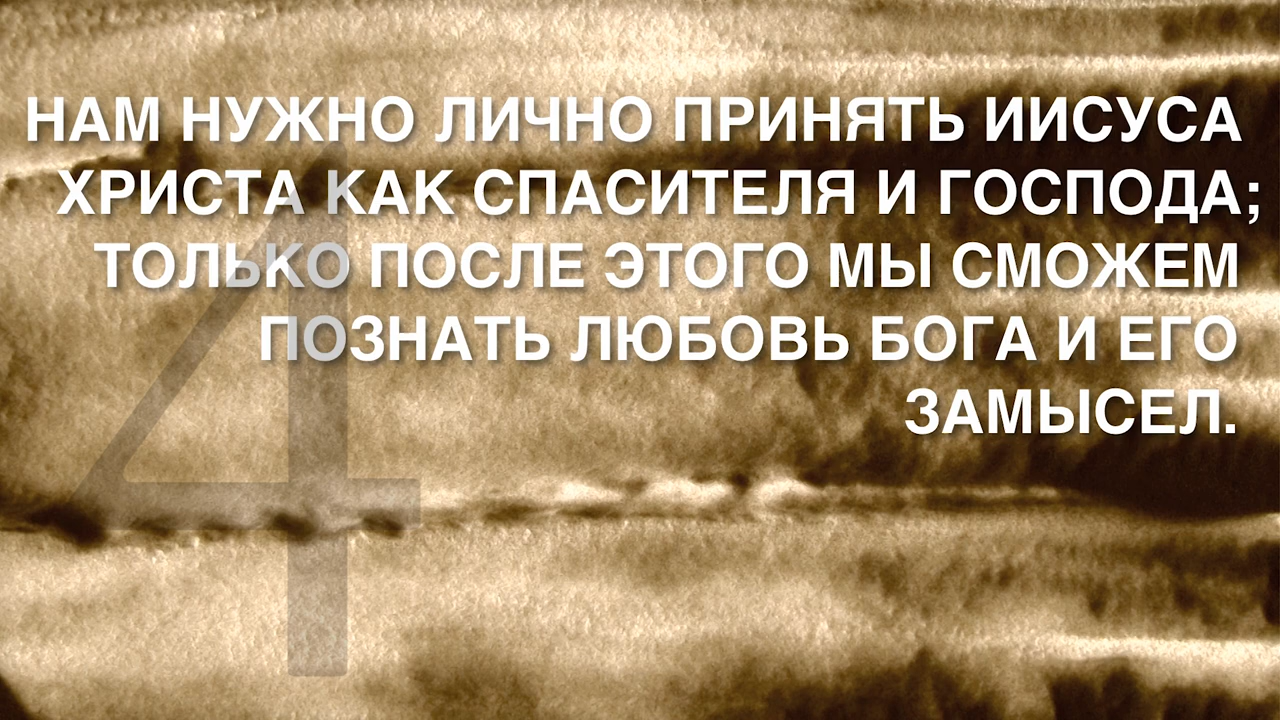 НАМ НУЖНО ЛИЧНО ПРИНЯТЬ ИИСУСА
ХРИСТА КАК СПАСИТЕЛЯ И ГОСПОДА;
ТОЛЬКО ПОСЛЕ ЭТОГО МЫ СМОЖЕМ
ПОЗНАТЬ ЛЮБОВЬ БОГА И ЕГО
ЗАМЫСЕЛ.
4